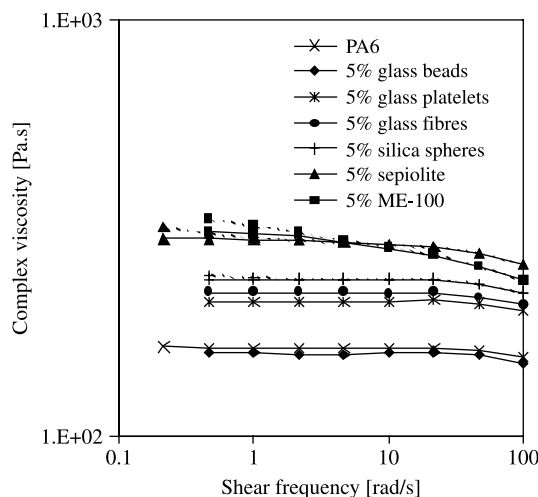 1.E+03
PA6
5% glass beads
5% glass platelets
5% glass fibres
5% silica spheres
5% sepiolite
5% ME-100
Complex viscosity [Pa.s]
1.E+02
0.1
1
10
100
Shear frequency [rad/s]